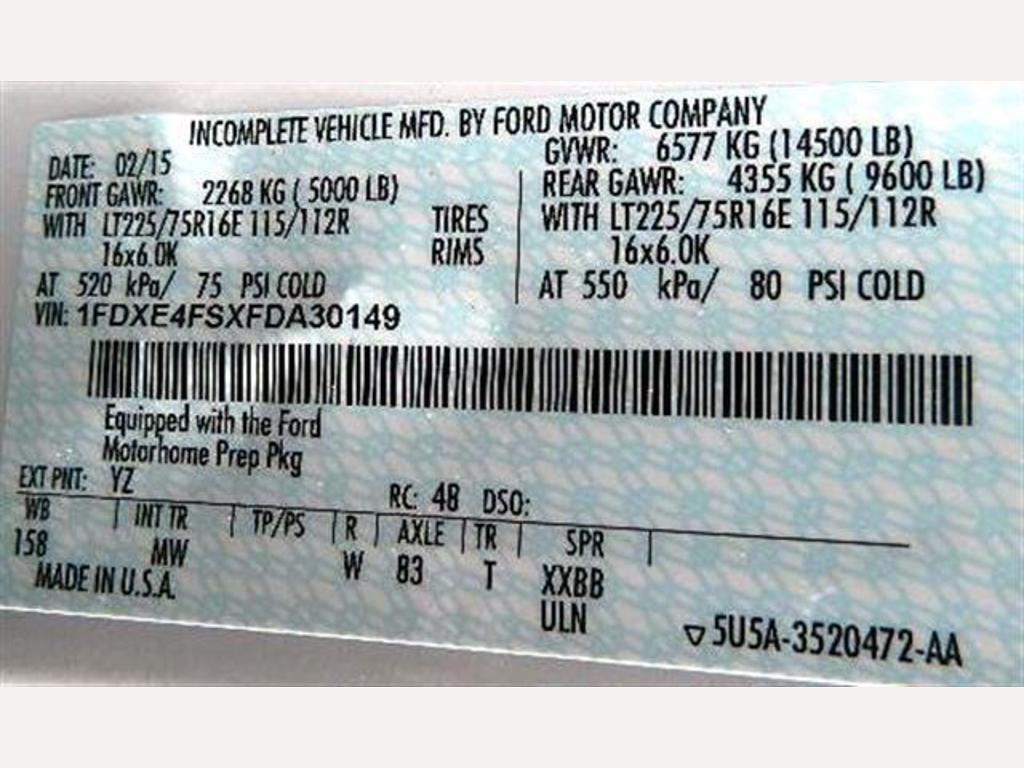 INCOMPLETE VEHICLE MFD. BY FORD MOTOR COMPANY
DATE: 02/15 GVWR: 6577 KG (14500 LB)
FRONT GAWR: 2268 KG ( 5000 LB) REAR GAWR: 4355 KG ( 9600 LB)
WITH LT225/75R16E 115/112R TIRES WITH LT225/75R16E 115/112R
16x6.0K RIMS 16x6.0K
AT 520 kPa/ 75 PSI COLD AT 550 kPa/ 80 PSI COLD
VIN: 1FDXE4FSXFDA30149
Equipped with the Ford
Motorhome Prep Pkg
EXT PNT: YZ RC: 48 DSO:
WB | INT TR | TP/PS | R | AXLE | TR | SPR |
158 MW W 83 T XXBB
MADE IN U.S.A. ULN
▽5U5A-3520472-AA